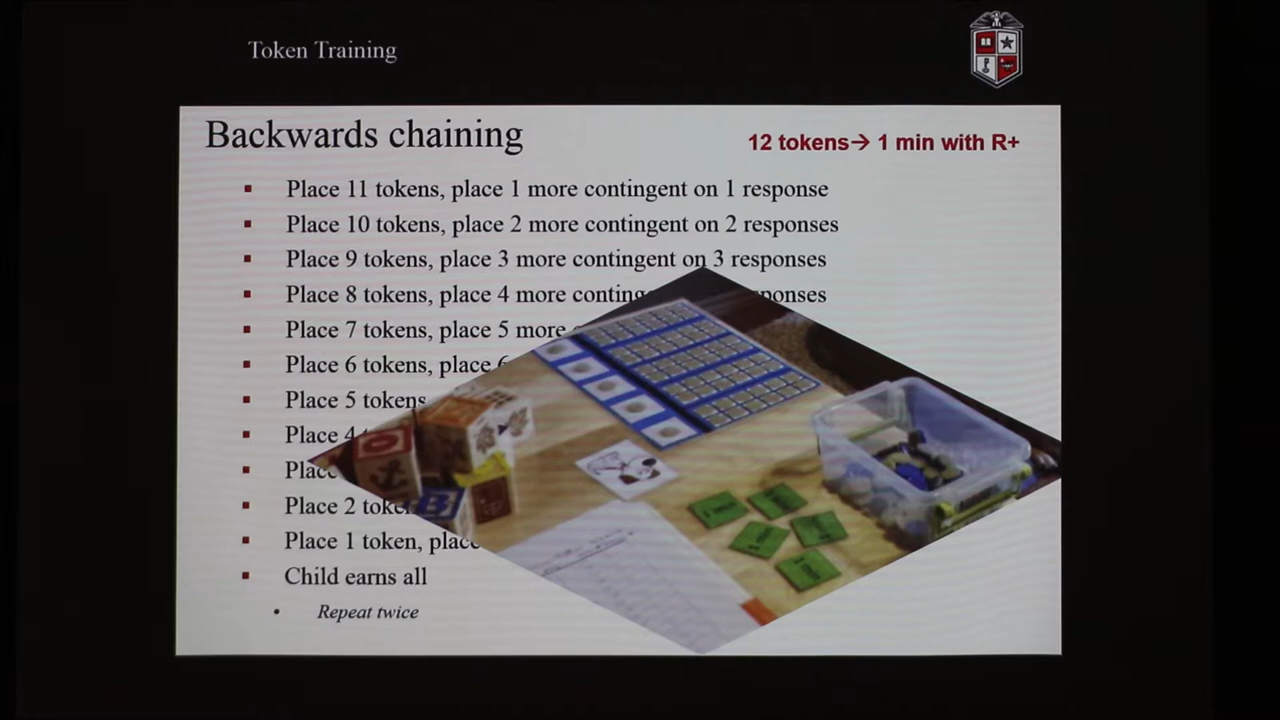 Token Training
Backwards chaining
12 tokens→ 1 min with R+
▪ Place 11 tokens, place 1 more contingent on 1 response
▪ Place 10 tokens, place 2 more contingent on 2 responses
▪ Place 9 tokens, place 3 more contingent on 3 responses
▪ Place 8 tokens, place 4 more
▪ Place 7 tokens, place 5 more
▪ Place 6 tokens, place
▪ Place 5 tokens
▪ Place 4
▪ Place 2
▪ Place 1 token,
▪ Child earns all
• Repeat twice
B